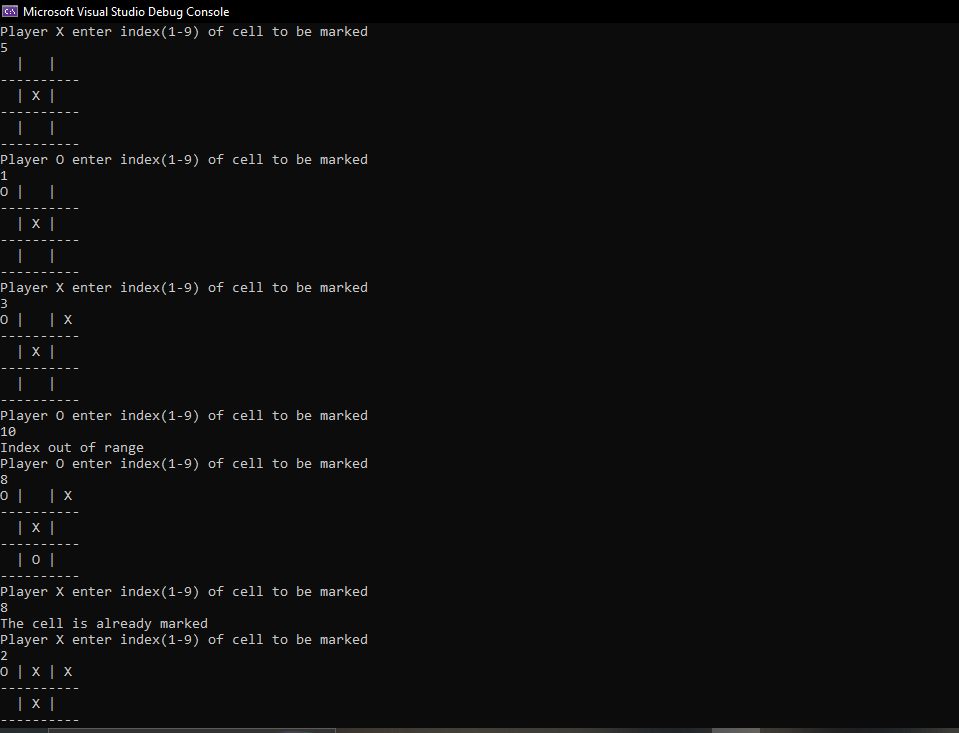 Microsoft Visual Studio Debug Console
Player X enter index(1-9) of cell to be marked
5
  |   |
----------
  | X |
----------
  |   |
----------
Player O enter index(1-9) of cell to be marked
1
O |   |
----------
  | X |
----------
  |   |
----------
Player X enter index(1-9) of cell to be marked
3
O |   | X
----------
  | X |
----------
  |   |
----------
Player O enter index(1-9) of cell to be marked
10
Index out of range
Player O enter index(1-9) of cell to be marked
8
O |   | X
----------
  | X |
----------
  | O |
----------
Player X enter index(1-9) of cell to be marked
8
The cell is already marked
Player X enter index(1-9) of cell to be marked
2
O | X | X
----------
  | X |
----------